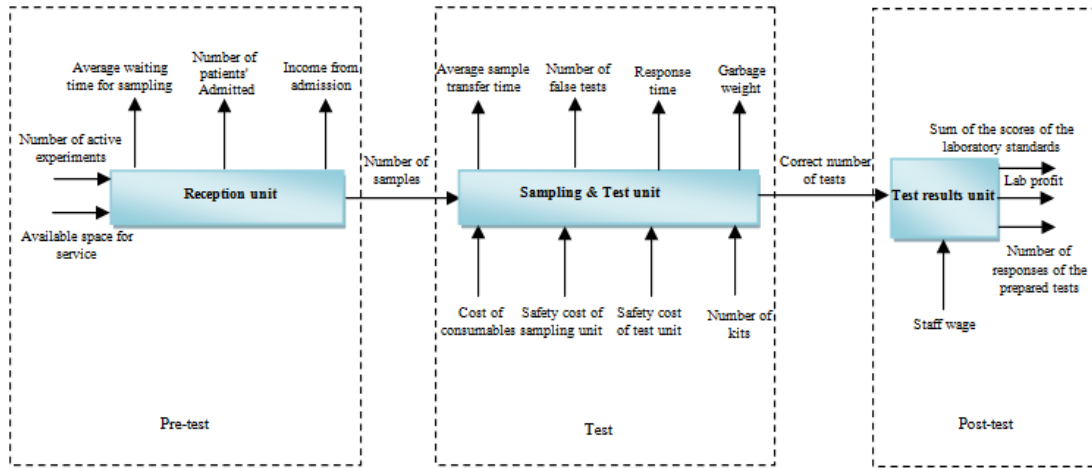 Average waiting
time for sampling
Number of
patients'
Admitted
Income from
admission
Number of active
experiments
Reception unit
Available space for
service
Pre-test
Number of
samples
Average sample
transfer time
Number of
false tests
Response
time
Garbage
weight
Sampling & Test unit
Cost of
consumables
Safety cost of
sampling unit
Safety cost
of test unit
Number of
kits
Test
Correct number
of tests
Sum of the scores of the
laboratory standards
Test results unit
Lab profit
Number of
responses of the
prepared tests
Staff wage
Post-test